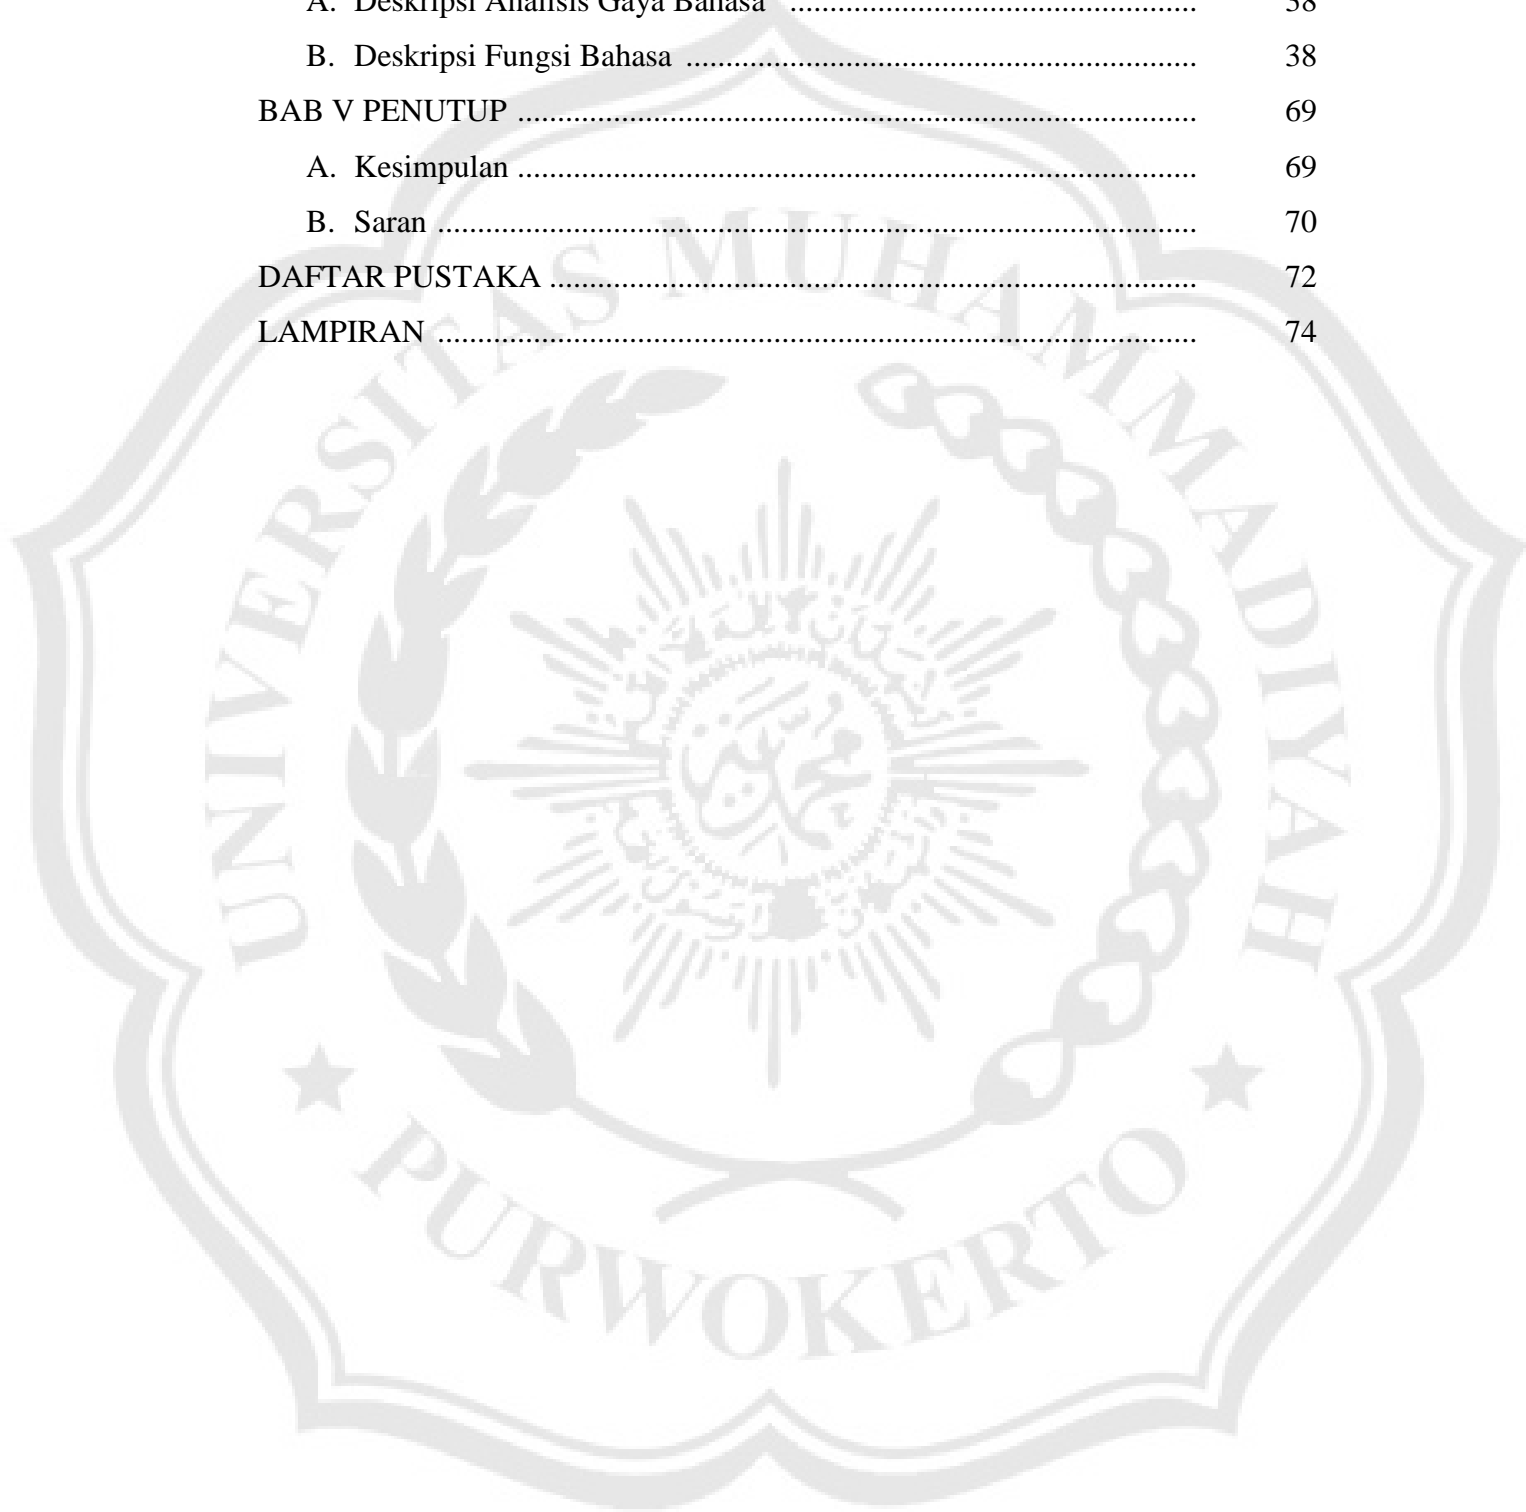 A. Deskripsi Analisis Gaya Bahasa ................................................... 38
B. Deskripsi Fungsi Bahasa ................................................................ 38
BAB V PENUTUP ..................................................................................... 69
A. Kesimpulan ..................................................................................... 69
B. Saran ............................................................................................... 70
DAFTAR PUSTAKA ................................................................................. 72
LAMPIRAN ............................................................................................... 74
UNIVERSITAS MUHAMMADIYAH
محمدية
PURWOKERTO